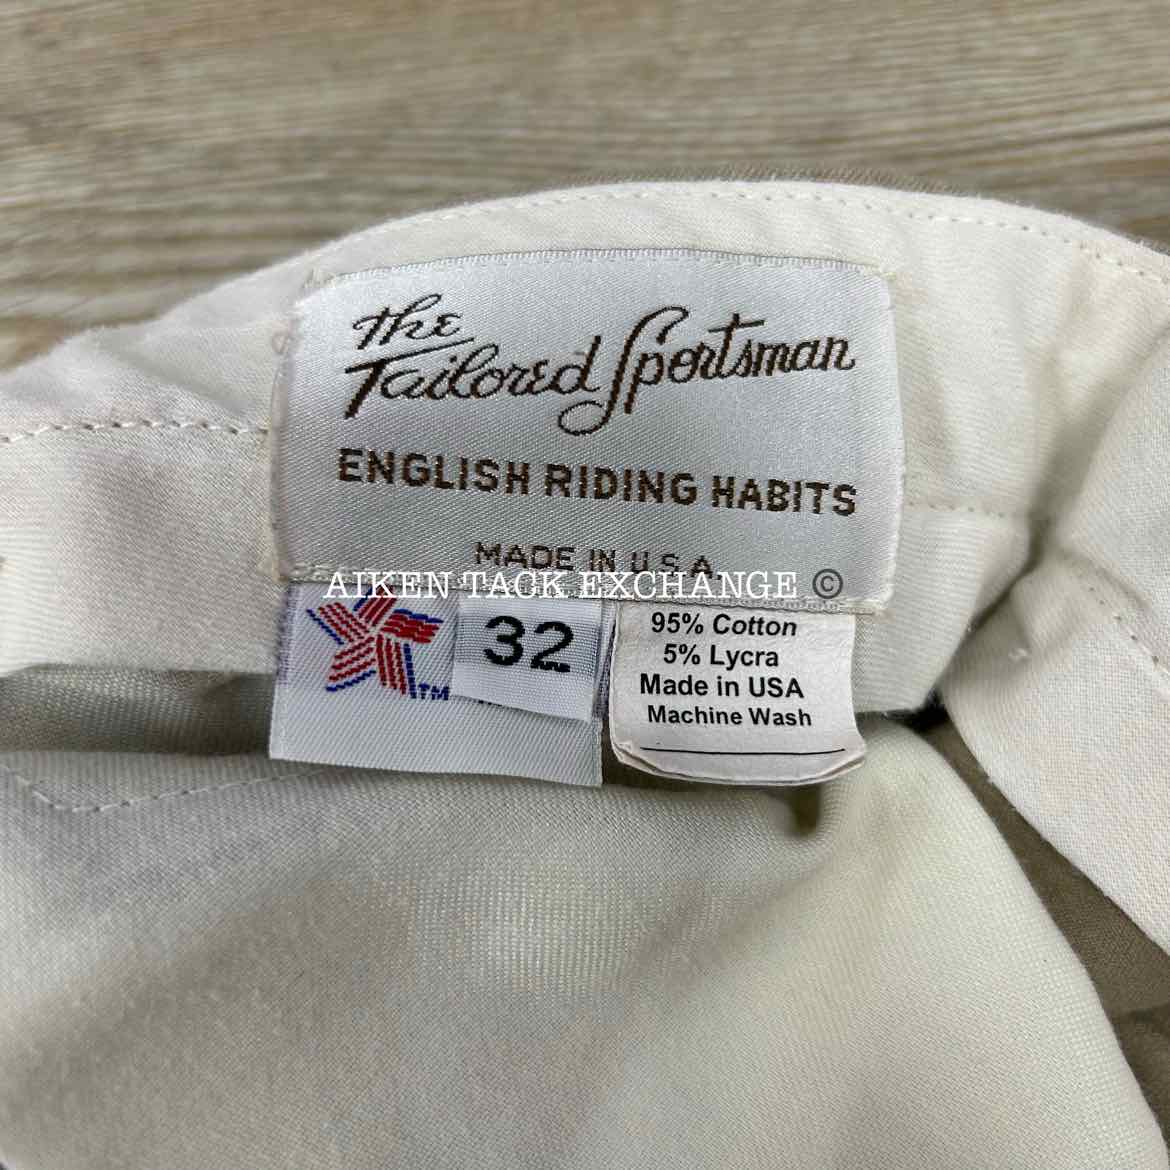 The
Tailored Sportsman
ENGLISH RIDING HABITS
MADE IN U.S.A.
AIKEN TACK EXCHANGE ©
TM
32
95% Cotton
5% Lycra
Made in USA
Machine Wash